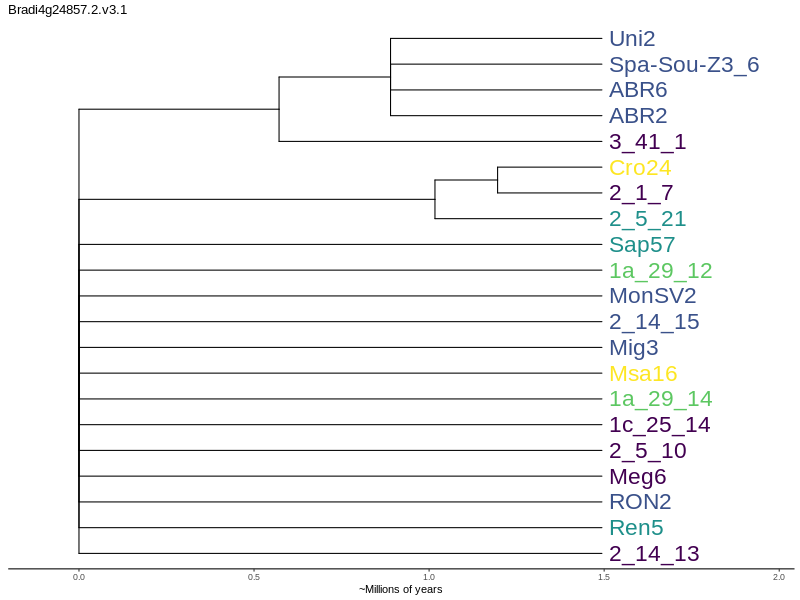 Bradi4g24857.2.v3.1
Uni2
Spa-Sou-Z3_6
ABR6
ABR2
3_41_1
Cro24
2_1_7
2_5_21
Sap57
1a_29_12
MonSV2
2_14_15
Mig3
Msa16
1a_29_14
1c_25_14
2_5_10
Meg6
RON2
Ren5
2_14_13
0.0 0.5 1.0 1.5 2.0
~Millions of years